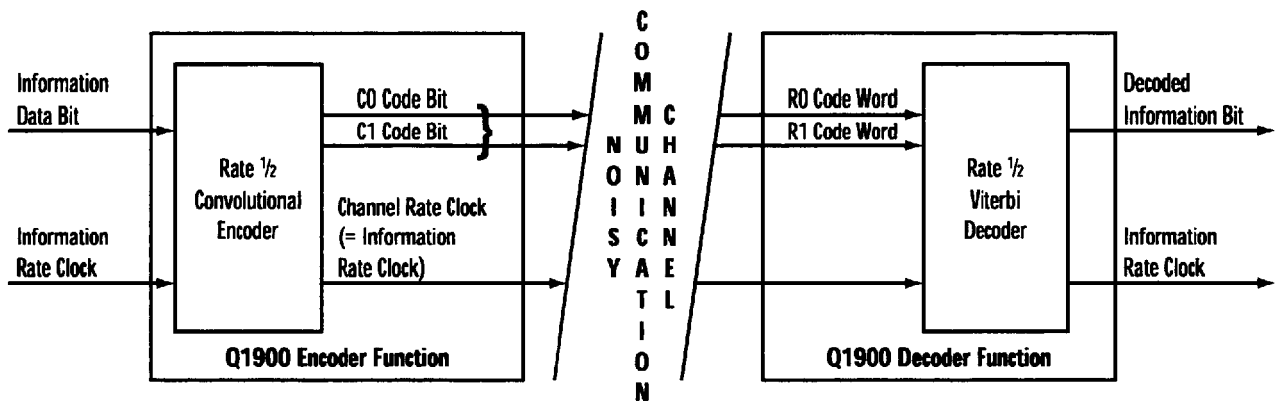 Information
Data Bit
Information
Rate Clock
Rate ½
Convolutional
Encoder
C0 Code Bit
C1 Code Bit
}
Channel Rate Clock
(= Information
Rate Clock)
Q1900 Encoder Function
NOISY
COMMUNICATION
CHANNEL
R0 Code Word
R1 Code Word
Rate ½
Viterbi
Decoder
Q1900 Decoder Function
Decoded
Information Bit
Information
Rate Clock